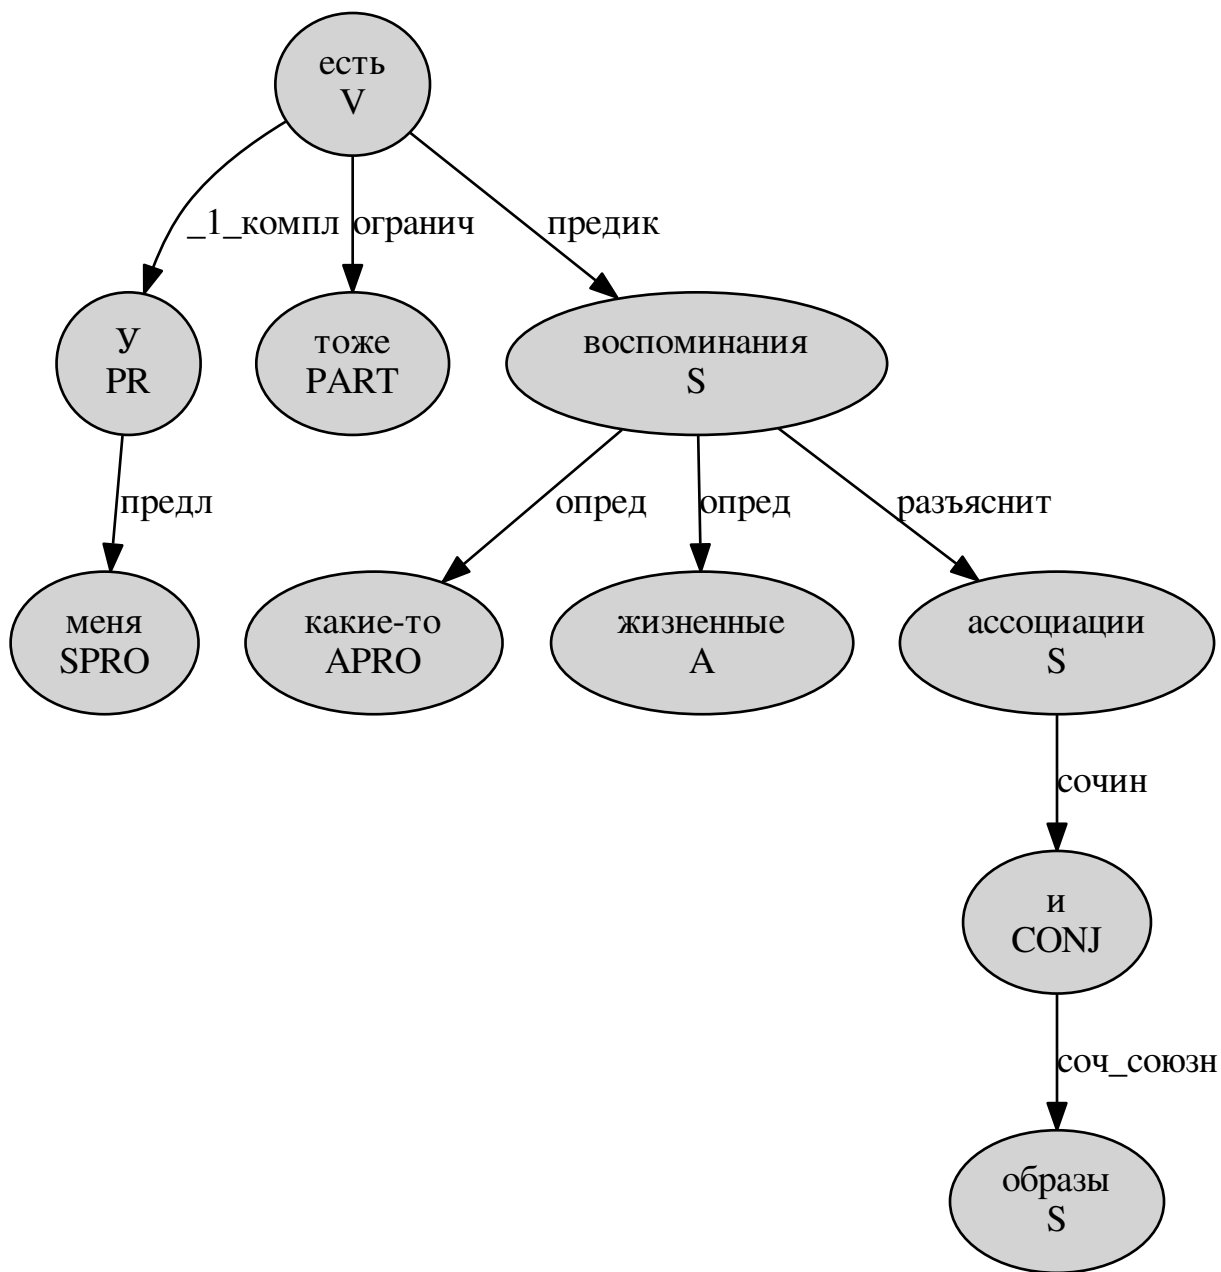 есть
V
_1_компл огранич предик
У
PR
тоже
PART
воспоминания
S
предл опред опред разъяснит
меня
SPRO
какие-то
APRO
жизненные
A
ассоциации
S
сочин
и
CONJ
соч_союзн
образы
S